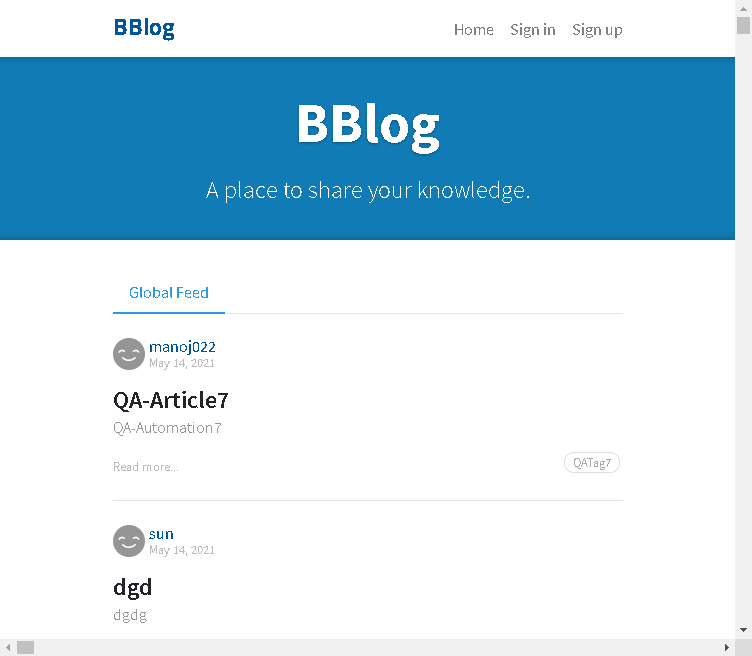 BBlog
Home Sign in Sign up
BBlog
A place to share your knowledge.
Global Feed
manoj022
May 14, 2021
QA-Article7
QA-Automation7
Read more...
QATag7
sun
May 14, 2021
dgd
dgdg